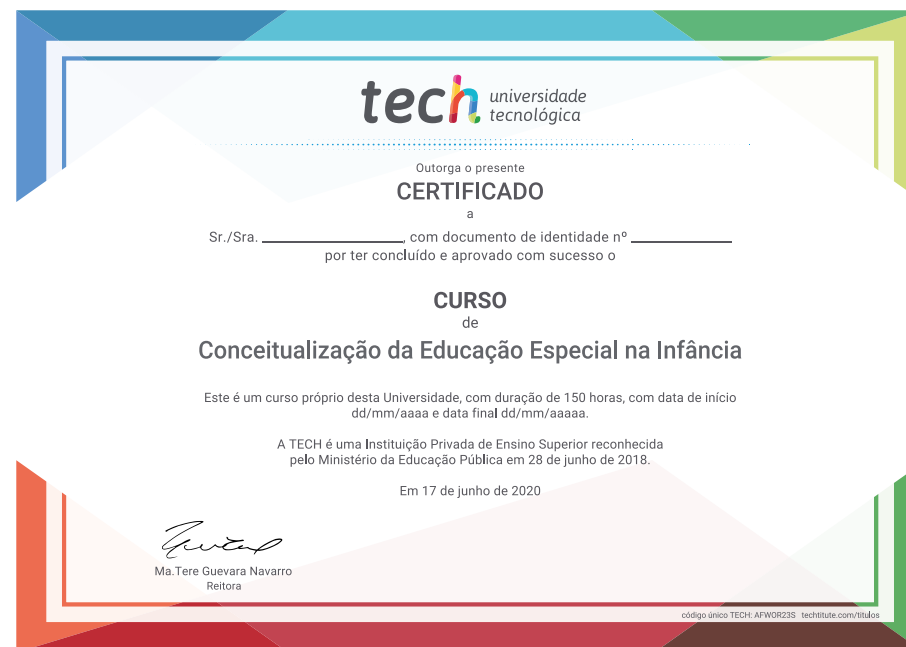 tech universidade
tecnológica
Outorga o presente
CERTIFICADO
a
Sr./Sra. ____________, com documento de identidade nº ____________
por ter concluído e aprovado com sucesso o
CURSO
de
Conceitualização da Educação Especial na Infância
Este é um curso próprio desta Universidade, com duração de 150 horas, com data de início
dd/mm/aaaa e data final dd/mm/aaaaa.
A TECH é uma Instituição Privada de Ensino Superior reconhecida
pelo Ministério da Educação Pública em 28 de junho de 2018.
Em 17 de junho de 2020
Ma.Tere Guevara Navarro
Reitora
código único TECH: AFWOR23S techtitute.com/titulos